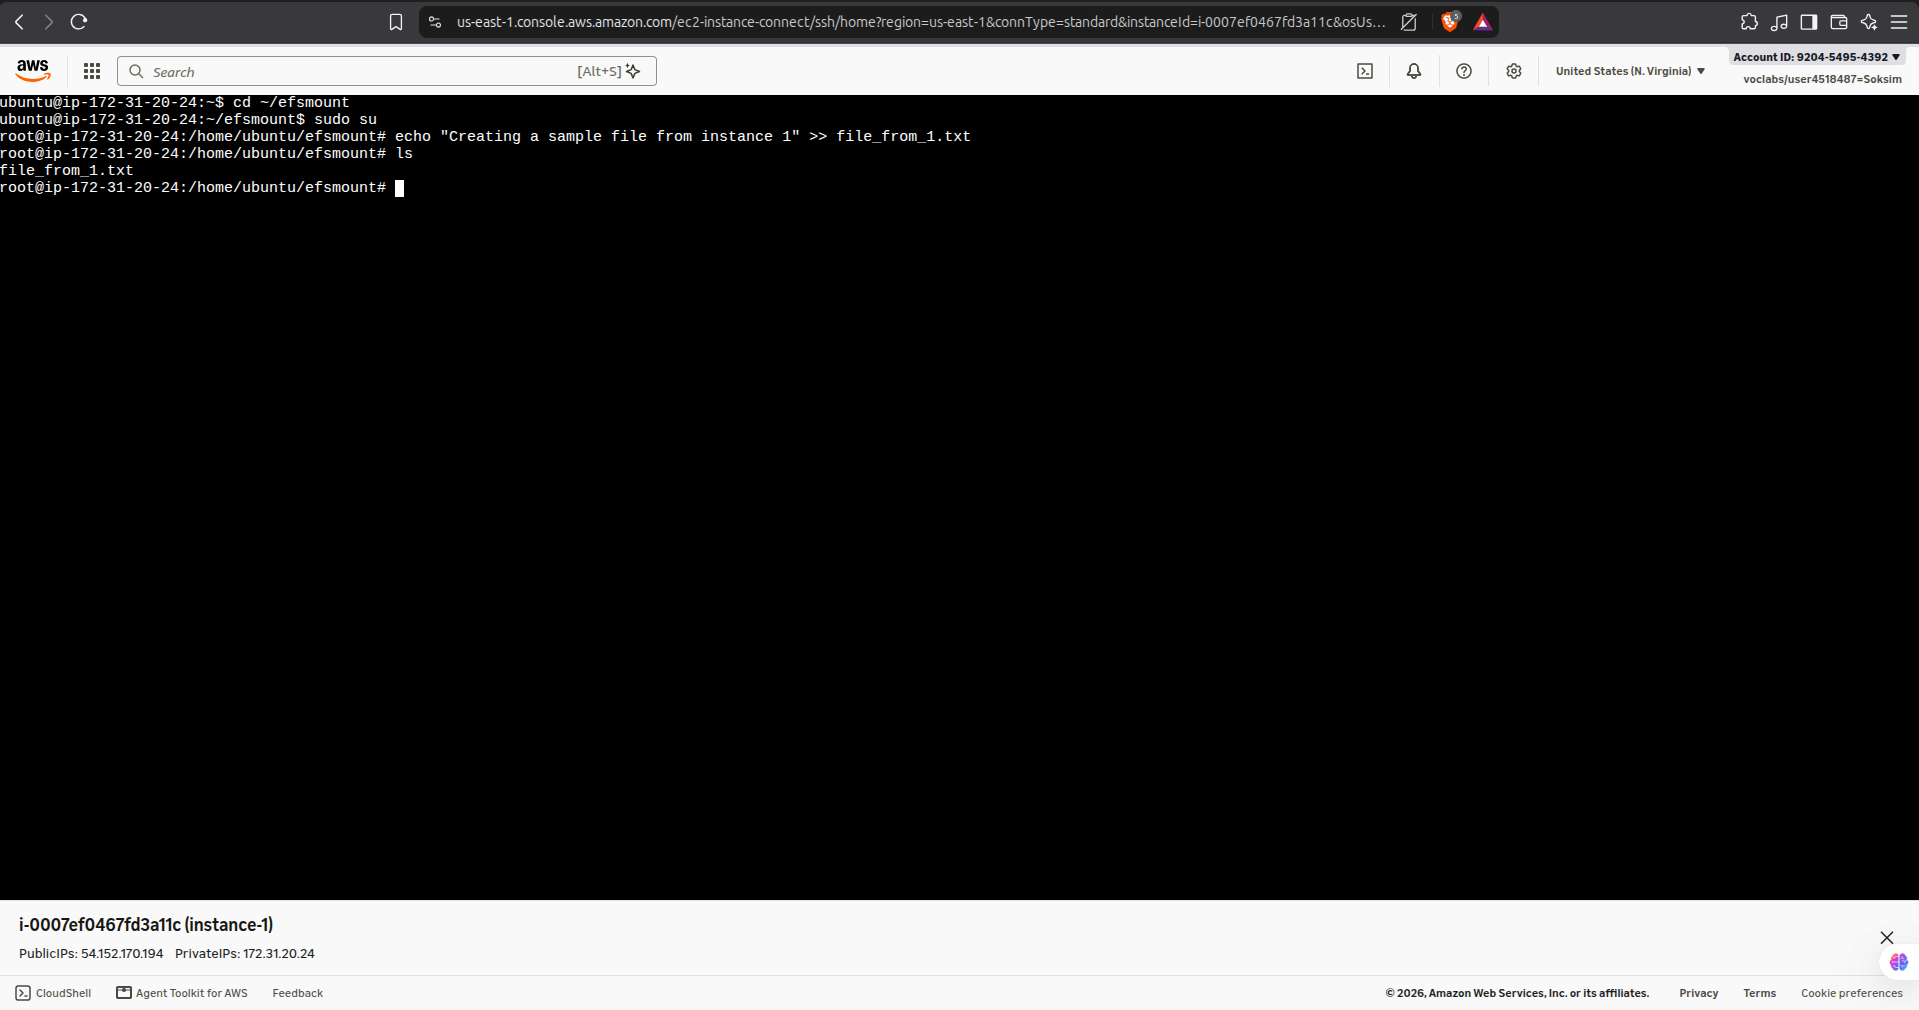 us-east-1.console.aws.amazon.com/ec2-instance-connect/ssh/home?region=us-east-1&connType=standard&instanceId=i-0007ef0467fd3a11c&osUs...
5
aws
Search
[Alt+S]
United States (N. Virginia)
Account ID: 9204-5495-4392
voclabs/user4518487=Soksim
ubuntu@ip-172-31-20-24:~$ cd ~/efsmount
ubuntu@ip-172-31-20-24:~/efsmount$ sudo su
root@ip-172-31-20-24:/home/ubuntu/efsmount# echo "Creating a sample file from instance 1" >> file_from_1.txt
root@ip-172-31-20-24:/home/ubuntu/efsmount# ls
file_from_1.txt
root@ip-172-31-20-24:/home/ubuntu/efsmount#
i-0007ef0467fd3a11c (instance-1)
PublicIPs: 54.152.170.194 PrivateIPs: 172.31.20.24
CloudShell Agent Toolkit for AWS Feedback
© 2026, Amazon Web Services, Inc. or its affiliates. Privacy Terms Cookie preferences